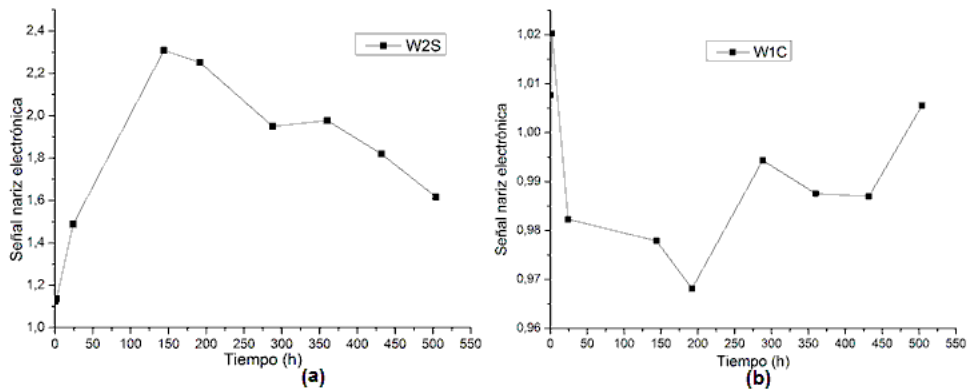 2,4
2,2
2,0
1,8
1,6
1,4
1,2
1,0
Señal nariz electrónica
W2S
0 50 100 150 200 250 300 350 400 450 500 550
Tiempo (h)
(a)
1,02
1,01
1,00
0,99
0,98
0,97
0,96
Señal nariz electrónica
W1C
0 50 100 150 200 250 300 350 400 450 500 550
Tiempo (h)
(b)